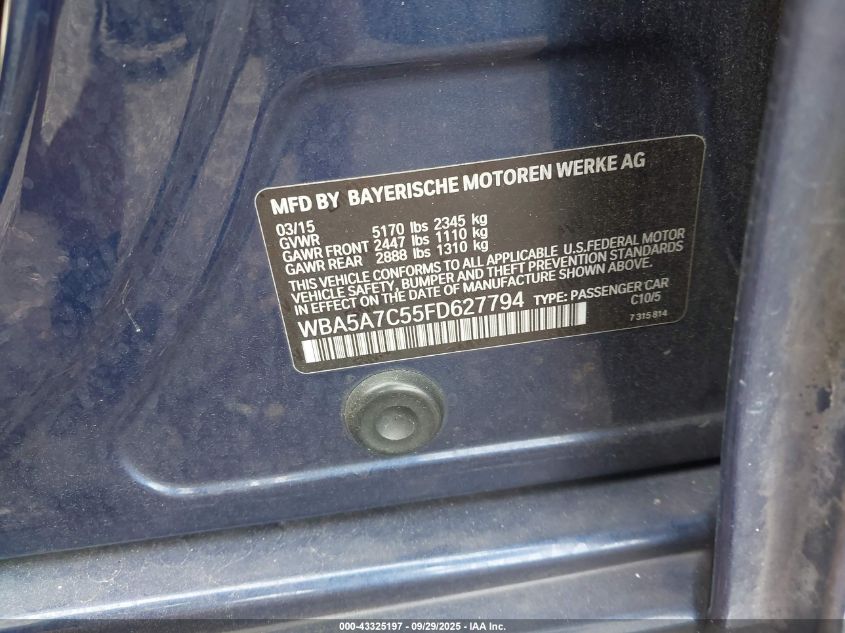 MFD BY BAYERISCHE MOTOREN WERKE AG
03/15
GVWR 5170 lbs 2345 kg
GAWR FRONT 2447 lbs 1110 kg
GAWR REAR 2888 lbs 1310 kg
THIS VEHICLE CONFORMS TO ALL APPLICABLE U.S.FEDERAL MOTOR
VEHICLE SAFETY, BUMPER, AND THEFT PREVENTION STANDARDS
IN EFFECT ON THE DATE OF MANUFACTURE SHOWN ABOVE.
WBA5A7C55FD627794 TYPE: PASSENGER CAR
C10/5
7 315 814
000-43325197 - 09/29/2025 - IAA Inc.